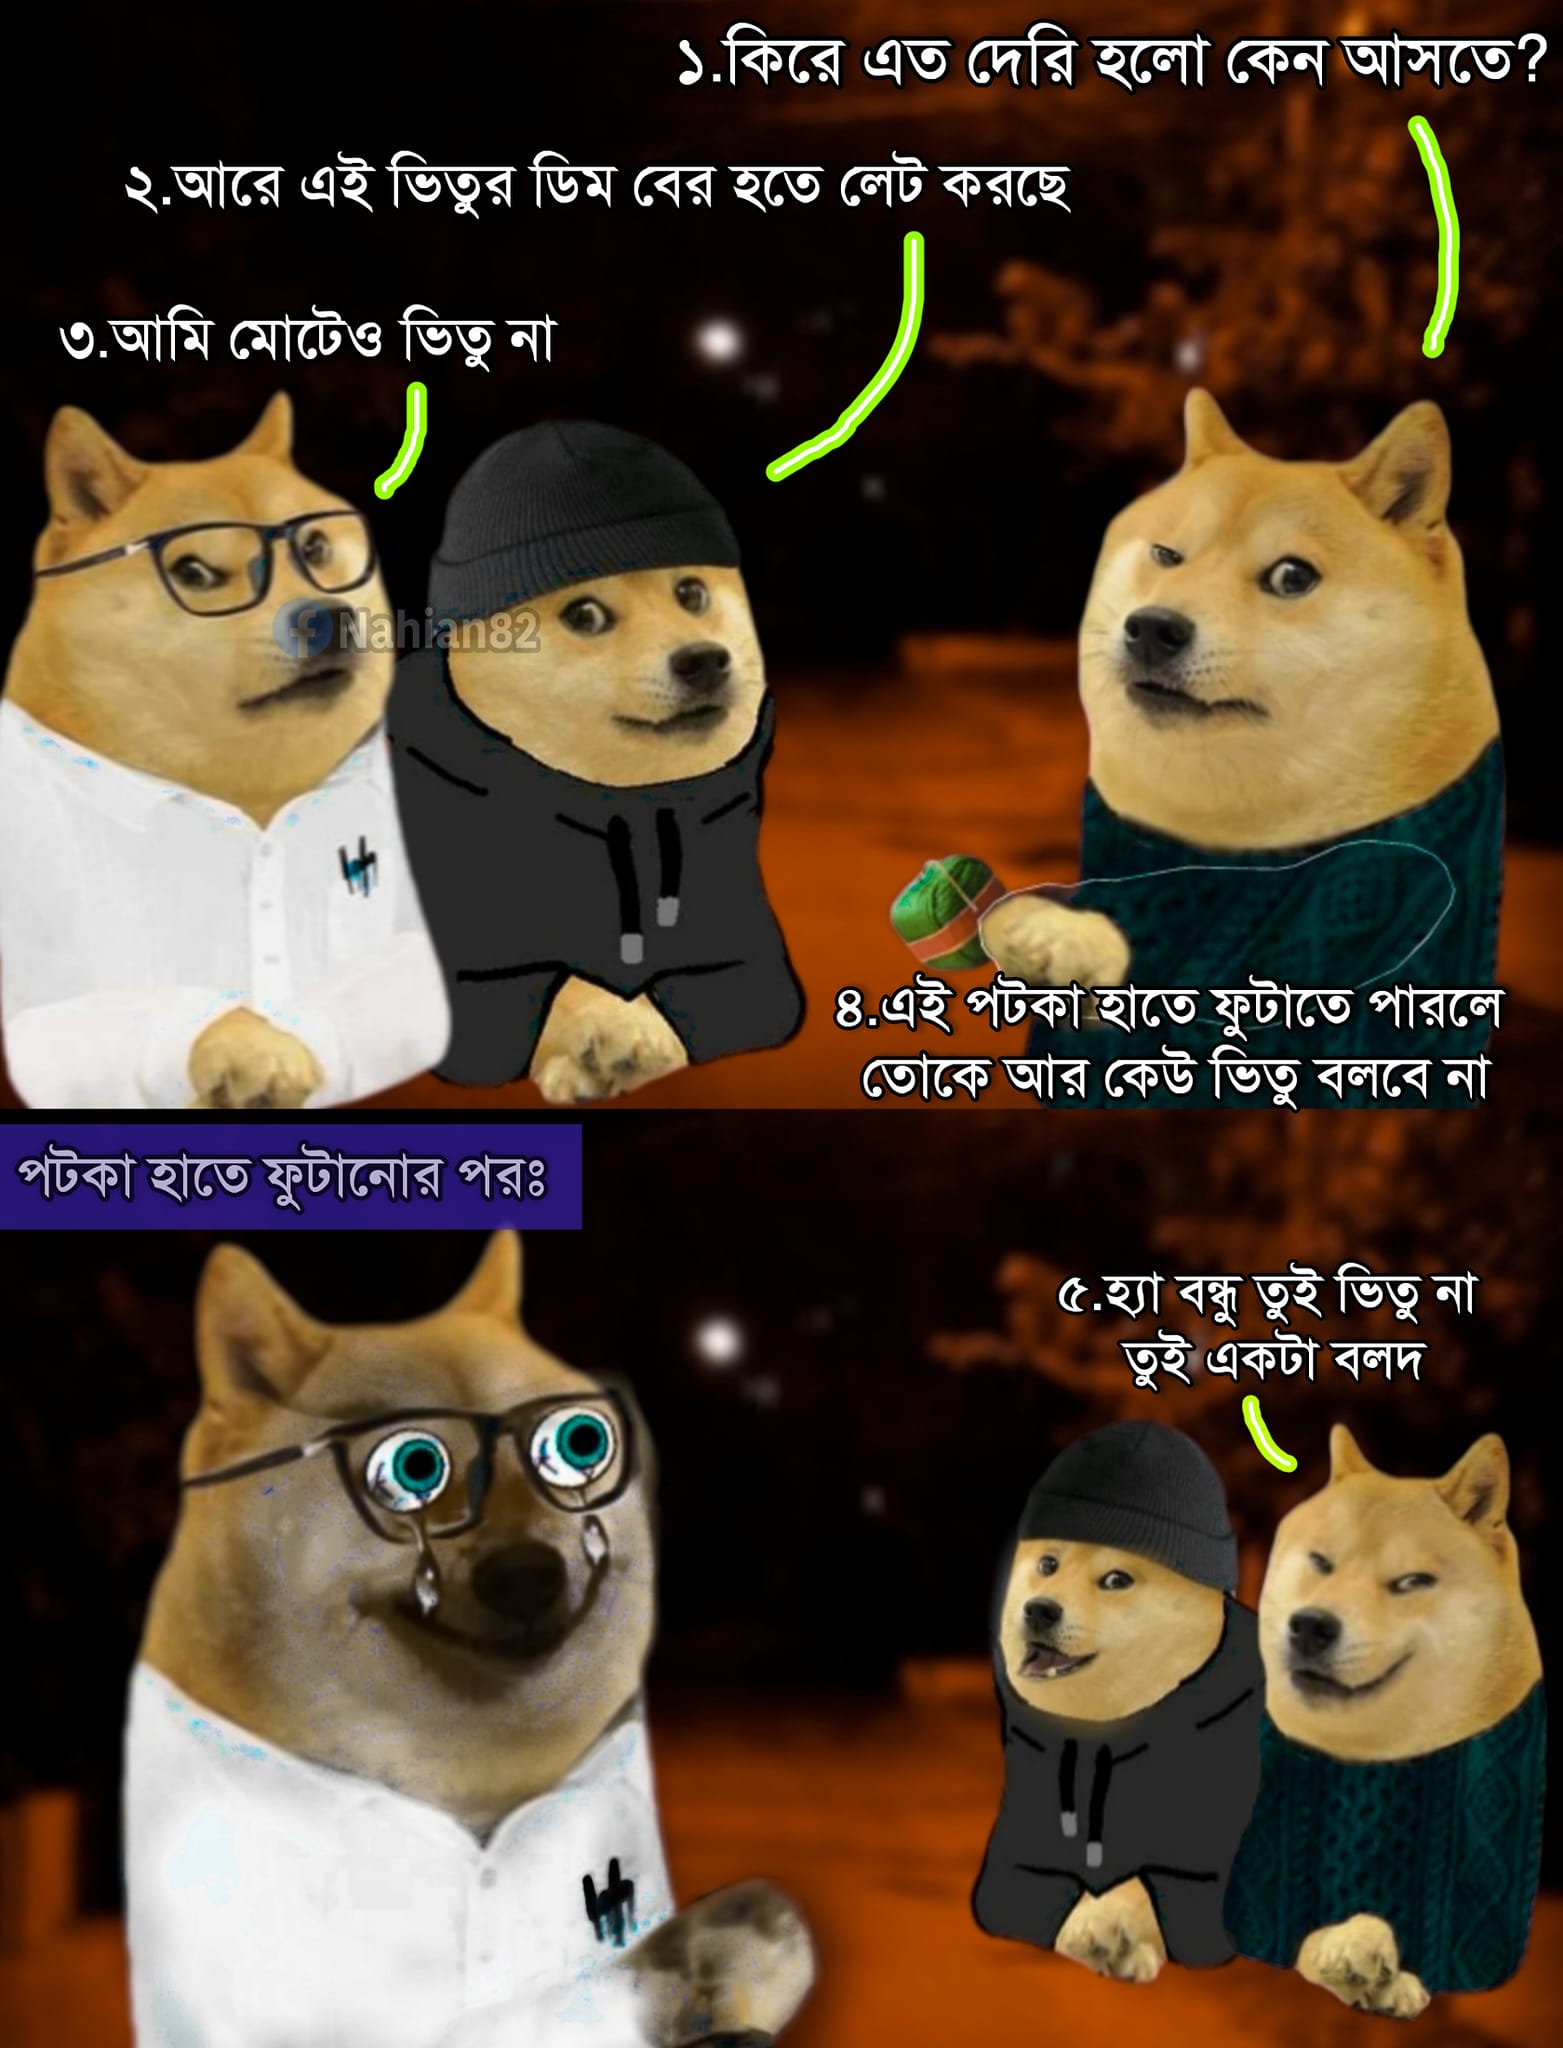 ১.কিরে এত দেরি হলো কেন আসতে?
২.আরে এই ভিতুর ডিম বের হতে লেট করছে
৩.আমি মোটেও ভিতু না
Nahian82
৪.এই পটকা হাতে ফুটাতে পারলে
তোকে আর কেউ ভিতু বলবে না
পটকা হাতে ফুটানোর পরঃ
৫.হ্যা বন্ধু তুই ভিতু না
তুই একটা বলদ